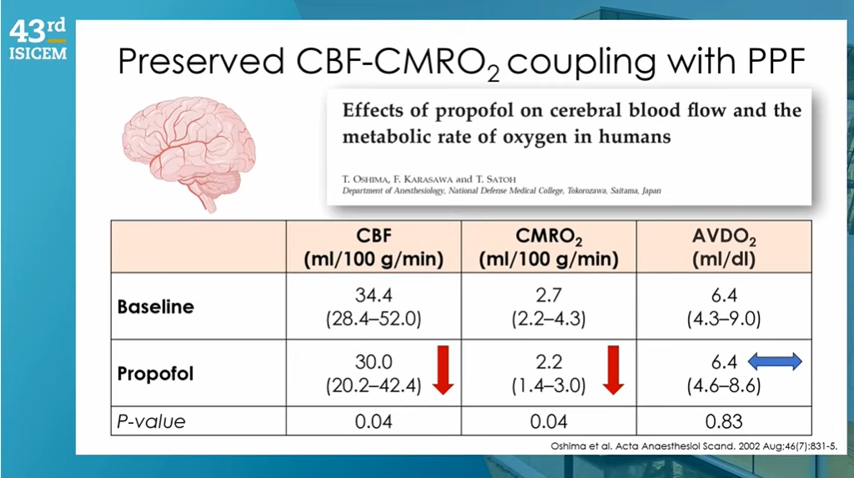 43rd
ISICEM
Preserved CBF-CMRO2 coupling with PPF
Effects of propofol on cerebral blood flow and the
metabolic rate of oxygen in humans
T. OSHIMA, F. KARASAWA and T. SATOH
Department of Anesthesiology, National Defense Medical College, Tokorozawa, Saitama, Japan
CBF
(ml/100 g/min)
CMRO2
(ml/100 g/min)
AVDO2
(ml/dl)
Baseline
34.4
(28.4–52.0)
2.7
(2.2–4.3)
6.4
(4.3–9.0)
Propofol
30.0
(20.2–42.4)
2.2
(1.4–3.0)
6.4
(4.6–8.6)
P-value
0.04
0.04
0.83
Oshima et al. Acta Anaesthesiol Scand. 2002 Aug;46(7):831-5.